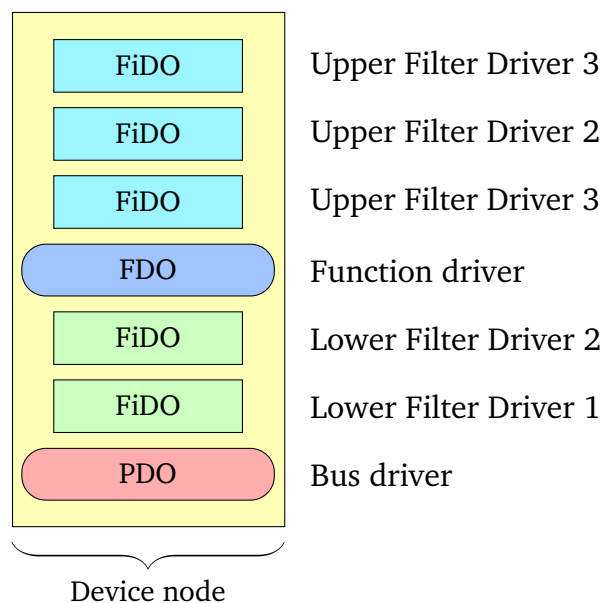 FiDO Upper Filter Driver 3
FiDO Upper Filter Driver 2
FiDO Upper Filter Driver 3
FDO Function driver
FiDO Lower Filter Driver 2
FiDO Lower Filter Driver 1
PDO Bus driver
Device node